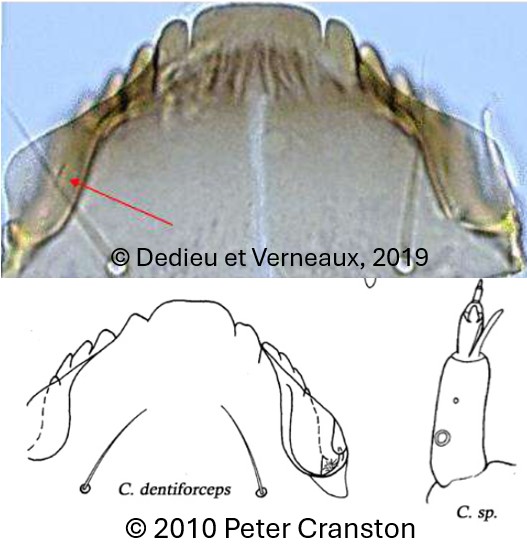 © Dedieu et Verneaux, 2019
C. dentiforceps
C. sp.
© 2010 Peter Cranston